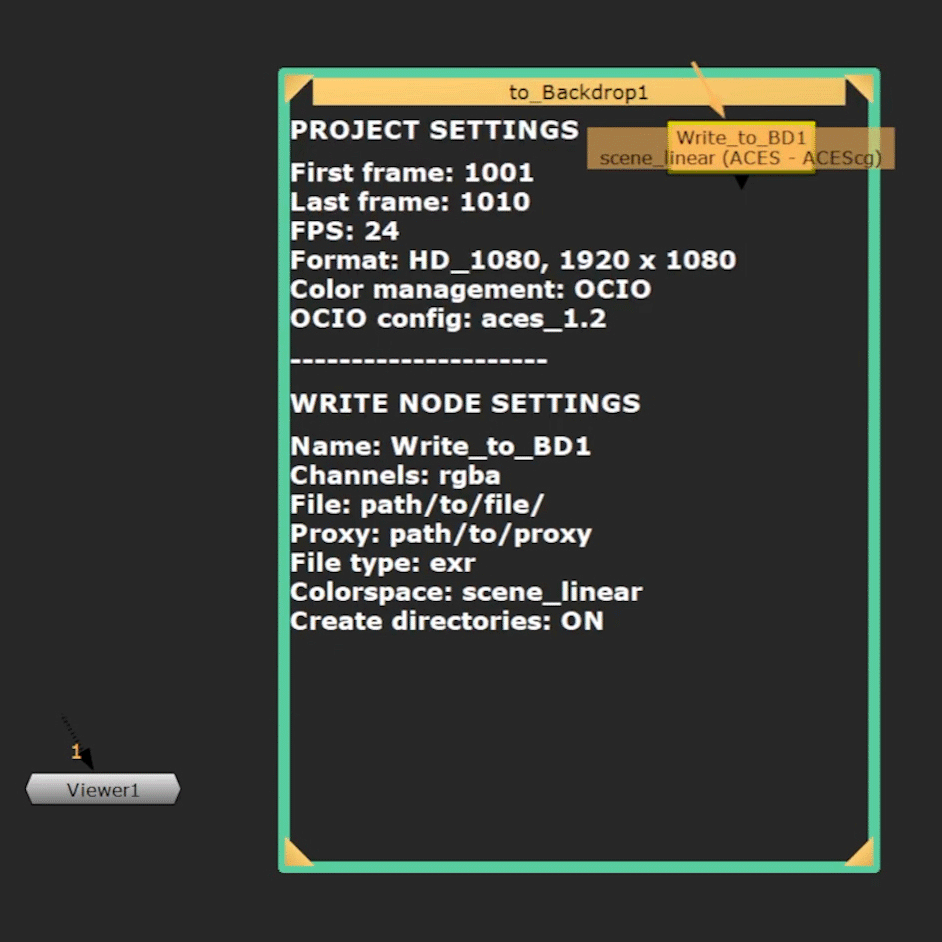 to_Backdrop1
PROJECT SETTINGS
Write_to_BD1
scene_linear (ACES - ACEScg)
First frame: 1001
Last frame: 1010
FPS: 24
Format: HD_1080, 1920 x 1080
Color management: OCIO
OCIO config: aces_1.2
---------------------
WRITE NODE SETTINGS
Name: Write_to_BD1
Channels: rgba
File: path/to/file/
Proxy: path/to/proxy
File type: exr
Colorspace: scene_linear
Create directories: ON
1
Viewer1